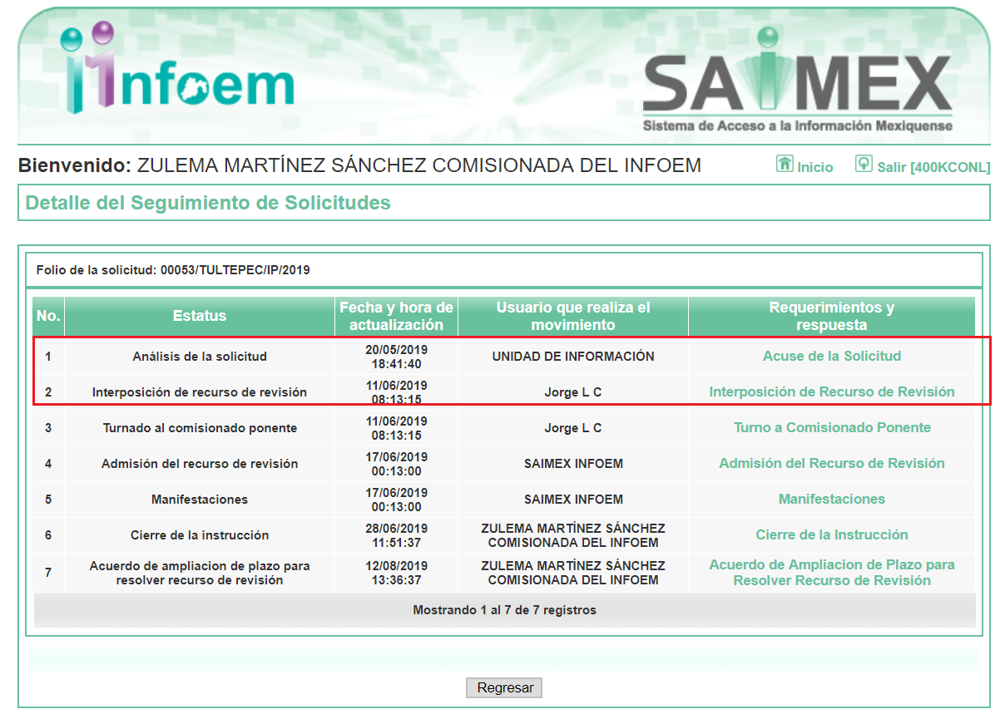 infoem
SAIMEX
Sistema de Acceso a la Información Mexiquense
Bienvenido: ZULEMA MARTÍNEZ SÁNCHEZ COMISIONADA DEL INFOEM
Inicio
Salir [400KCONL]
Detalle del Seguimiento de Solicitudes
Folio de la solicitud: 00053/TULTEPEC/IP/2019
No. Estatus Fecha y hora de actualización Usuario que realiza el movimiento Requerimientos y respuesta
1 Análisis de la solicitud 20/05/2019 18:41:40 UNIDAD DE INFORMACIÓN Acuse de la Solicitud
2 Interposición de recurso de revisión 11/06/2019 08:13:15 Jorge L C Interposición de Recurso de Revisión
3 Turnado al comisionado ponente 11/06/2019 08:13:15 Jorge L C Turno a Comisionado Ponente
4 Admisión del recurso de revisión 17/06/2019 00:13:00 SAIMEX INFOEM Admisión del Recurso de Revisión
5 Manifestaciones 17/06/2019 00:13:00 SAIMEX INFOEM Manifestaciones
6 Cierre de la instrucción 28/06/2019 11:51:37 ZULEMA MARTÍNEZ SÁNCHEZ COMISIONADA DEL INFOEM Cierre de la Instrucción
7 Acuerdo de ampliacion de plazo para resolver recurso de revisión 12/08/2019 13:36:37 ZULEMA MARTÍNEZ SÁNCHEZ COMISIONADA DEL INFOEM Acuerdo de Ampliacion de Plazo para Resolver Recurso de Revisión
Mostrando 1 al 7 de 7 registros
Regresar